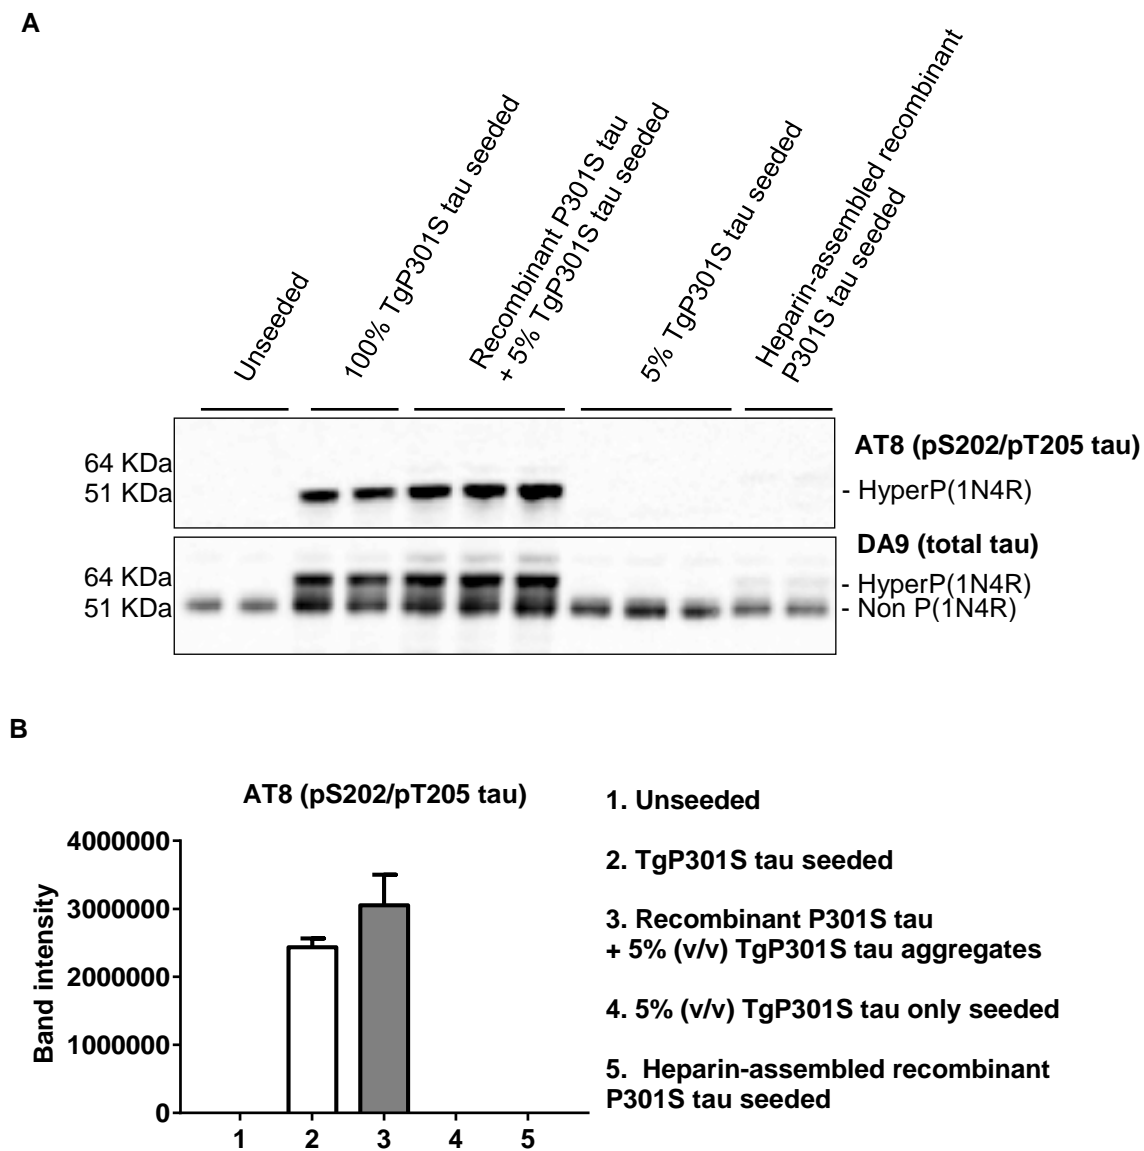 A
Unseeded
100% TgP301S tau seeded
Recombinant P301S tau
+ 5% TgP301S tau seeded
5% TgP301S tau seeded
Heparin-assembled recombinant
P301S tau seeded
AT8 (pS202/pT205 tau)
64 KDa
51 KDa
- HyperP(1N4R)
DA9 (total tau)
64 KDa
- HyperP(1N4R)
51 KDa
- Non P(1N4R)
B
AT8 (pS202/pT205 tau)
Band intensity
4000000
3000000
2000000
1000000
0
1 2 3 4 5
1. Unseeded
2. TgP301S tau seeded
3. Recombinant P301S tau
+ 5% (v/v) TgP301S tau aggregates
4. 5% (v/v) TgP301S tau only seeded
5. Heparin-assembled recombinant
P301S tau seeded